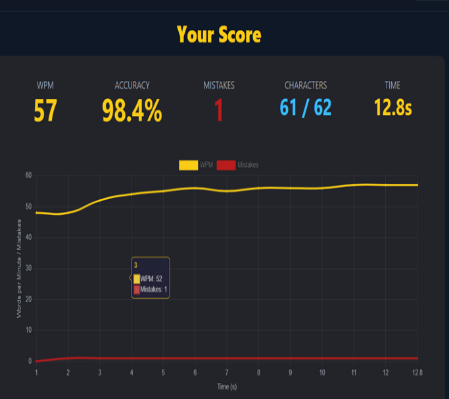 Your Score
WPM ACCURACY MISTAKES CHARACTERS TIME
57 98.4% 1 61 / 62 12.8s
WPM Mistakes
60
50
40
30
20
10
0
Words per Minute / Mistakes
3
WPM: 52
Mistakes: 1
1 2 3 4 5 6 7 8 9 10 11 12 12.8
Time (s)